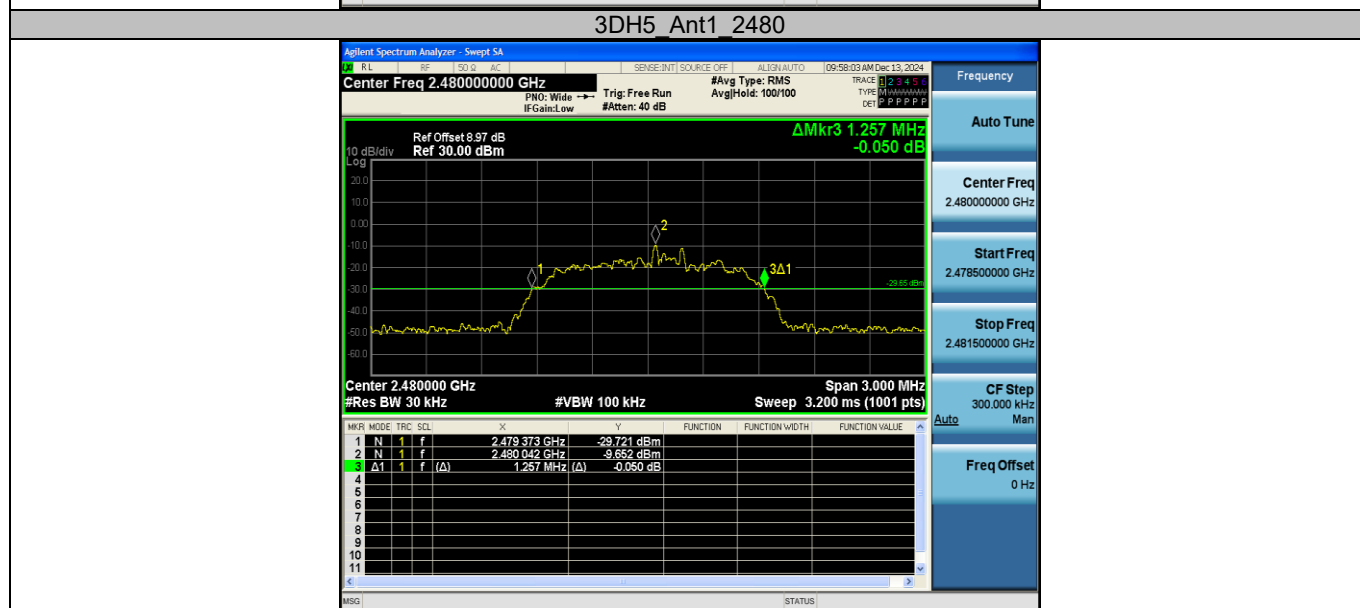 3DH5_Ant1_2480
Agilent Spectrum Analyzer - Swept SA
RL RF 50 Ω AC SENSE:INT SOURCE OFF ALIGN AUTO 09:58:03 AM Dec 13, 2024
Center Freq 2.480000000 GHz #Avg Type: RMS TRACE 1 2 3 4 5 6
PNO: Wide Trig: Free Run Avg|Hold: 100/100 TYPE M
IFGain:Low #Atten: 40 dB DET P P P P P P
Frequency
Auto Tune
Center Freq
2.480000000 GHz
Start Freq
2.478500000 GHz
Stop Freq
2.481500000 GHz
CF Step
300.000 kHz
Auto Man
Freq Offset
0 Hz
ΔMkr3 1.257 MHz
Ref Offset 8.97 dB
10 dB/div Ref 30.00 dBm -0.050 dB
Log
20.0
10.0
0.00
-10.0
-20.0
-30.0
-40.0
-50.0
-60.0
2
1
3Δ1
-29.65 dBm
Center 2.480000 GHz Span 3.000 MHz
#Res BW 30 kHz #VBW 100 kHz Sweep 3.200 ms (1001 pts)
MKR MODE TRC SCL X Y FUNCTION FUNCTION WIDTH FUNCTION VALUE
1 N 1 f 2.479 373 GHz -29.721 dBm
2 N 1 f 2.480 042 GHz -9.652 dBm
3 Δ1 1 f (Δ) 1.257 MHz (Δ) -0.050 dB
4
5
6
7
8
9
10
11
MSG STATUS